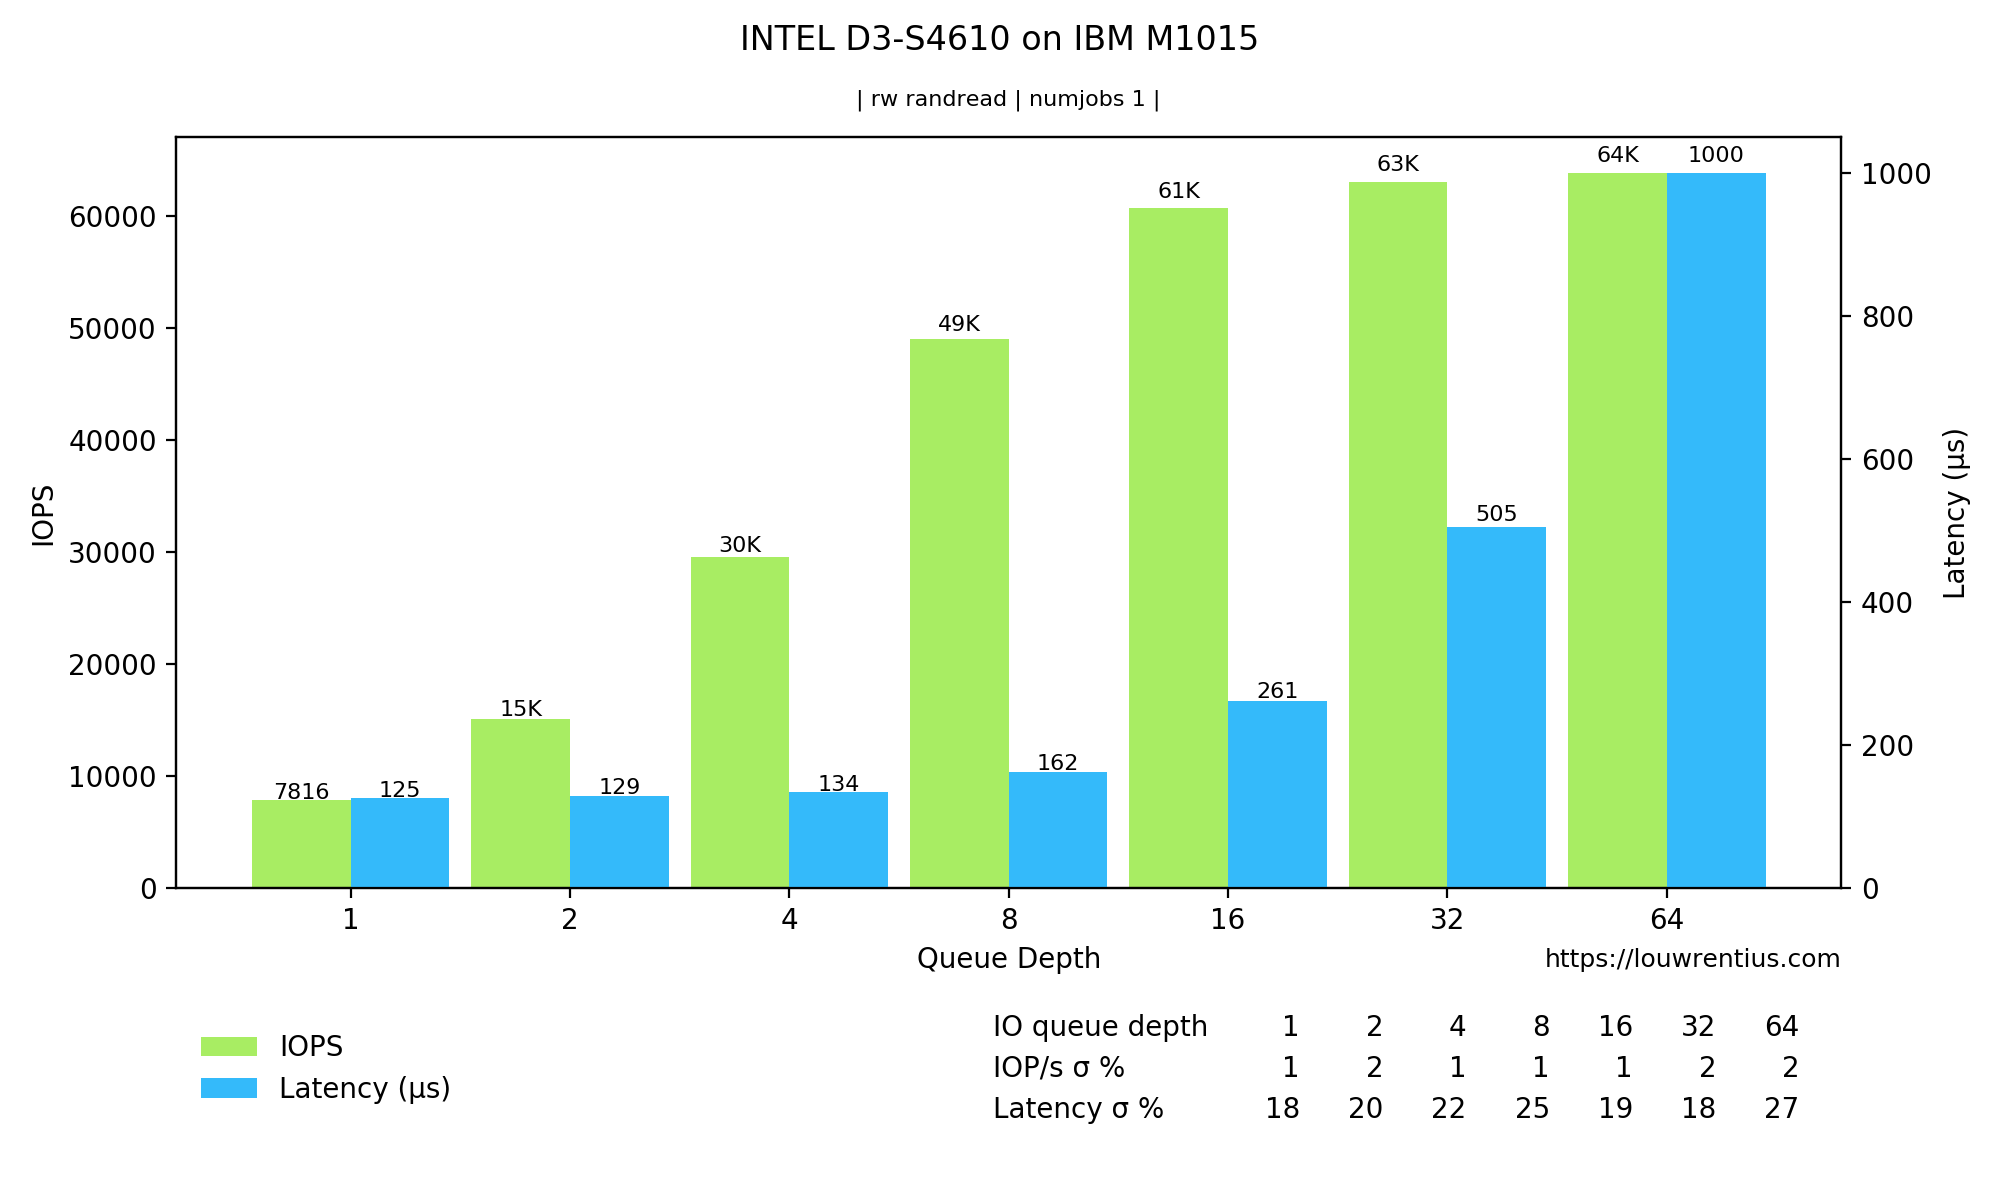 INTEL D3-S4610 on IBM M1015
| rw randread | numjobs 1 |
64K 1000
63K
61K
49K
505
30K
261
15K
162
7816 125 129 134
60000
50000
40000
30000
20000
10000
0
IOPS
1000
800
600
400
200
0
Latency (µs)
1 2 4 8 16 32 64
Queue Depth
https://louwrentius.com
IOPS
Latency (µs)
IO queue depth 1 2 4 8 16 32 64
IOP/s σ % 1 2 1 1 1 2 2
Latency σ % 18 20 22 25 19 18 27